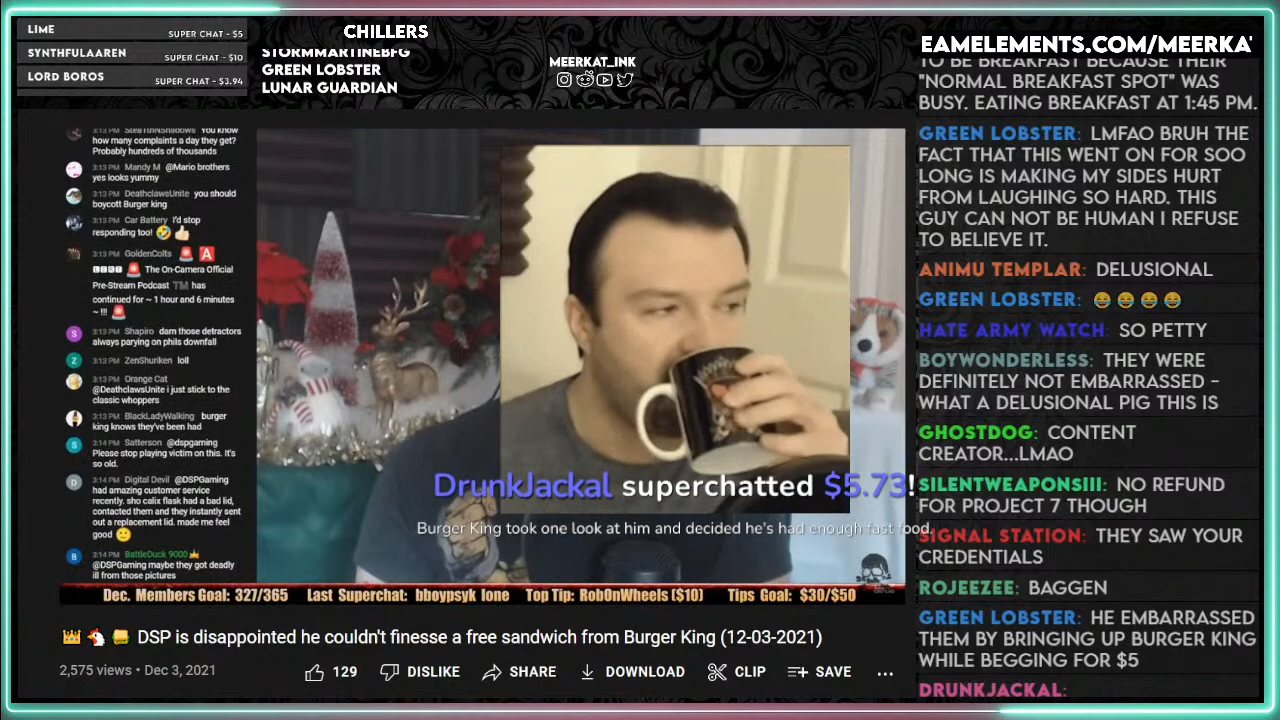 LIME
SUPER CHAT - $5
SYNTHFULAAREN
SUPER CHAT - $10
LORD BOROS
SUPER CHAT - $3.94
CHILLERS
STORMMARTINEBFG
GREEN LOBSTER
LUNAR GUARDIAN
MEERKAT_INK
EAMELEMENTS.COM/MEERKA
3:13 PM StealthNShadows You know
how many complaints a day they get?
Probably hundreds of thousands
3:13 PM Mandy M @Mario brothers
yes looks yummy
3:13 PM DeathclawsUnite you should
boycott Burger king
3:13 PM Car Battery I'd stop
responding too! 🤣👍🏻
3:13 PM GoldenColts 🚨 🅰
🚨 The On-Camera Official
Pre-Stream Podcast ™ has
continued for ~ 1 hour and 6 minutes
~ !!! 🚨
S
3:13 PM Shapiro dam those detractors
always parying on phils downfall
Z
3:13 PM ZenShuriken loll
3:13 PM Orange Cat
@DeathclawsUnite i just stick to the
classic whoppers
3:13 PM BlackLadyWalking burger
king knows they've been had
S
3:14 PM Satterson @dspgaming
Please stop playing victim on this. It's
so old.
D
3:14 PM Digital Devil @DSPGaming
had amazing customer service
recently. sho calix flask had a bad lid,
contacted them and they instantly sent
out a replacement lid. made me feel
good 🙂
B
3:14 PM BattleDuck 9000 👑
@DSPGaming maybe they got deadly
ill from those pictures
DrunkJackal superchatted $5.73!
Burger King took one look at him and decided he's had enough fast food.
Dec. Members Goal: 327/365 Last Superchat: bboypsyk lone Top Tip: RobOnWheels ($10) Tips Goal: $30/$50
👑 🐔 🥪 DSP is disappointed he couldn't finesse a free sandwich from Burger King (12-03-2021)
2,575 views • Dec 3, 2021
129 DISLIKE SHARE DOWNLOAD CLIP SAVE ...
TO BE BREAKFAST BECAUSE THEIR
"NORMAL BREAKFAST SPOT" WAS
BUSY. EATING BREAKFAST AT 1:45 PM.
GREEN LOBSTER: LMFAO BRUH THE
FACT THAT THIS WENT ON FOR SOO
LONG IS MAKING MY SIDES HURT
FROM LAUGHING SO HARD. THIS
GUY CAN NOT BE HUMAN I REFUSE
TO BELIEVE IT.
ANIMU TEMPLAR: DELUSIONAL
GREEN LOBSTER: 😂 😂 😂 😂
HATE ARMY WATCH: SO PETTY
BOYWONDERLESS: THEY WERE
DEFINITELY NOT EMBARRASSED -
WHAT A DELUSIONAL PIG THIS IS
GHOSTDOG: CONTENT
CREATOR...LMAO
SILENTWEAPONSIII: NO REFUND
FOR PROJECT 7 THOUGH
SIGNAL STATION: THEY SAW YOUR
CREDENTIALS
ROJEEZEE: BAGGEN
GREEN LOBSTER: HE EMBARRASSED
THEM BY BRINGING UP BURGER KING
WHILE BEGGING FOR $5
DRUNKJACKAL: